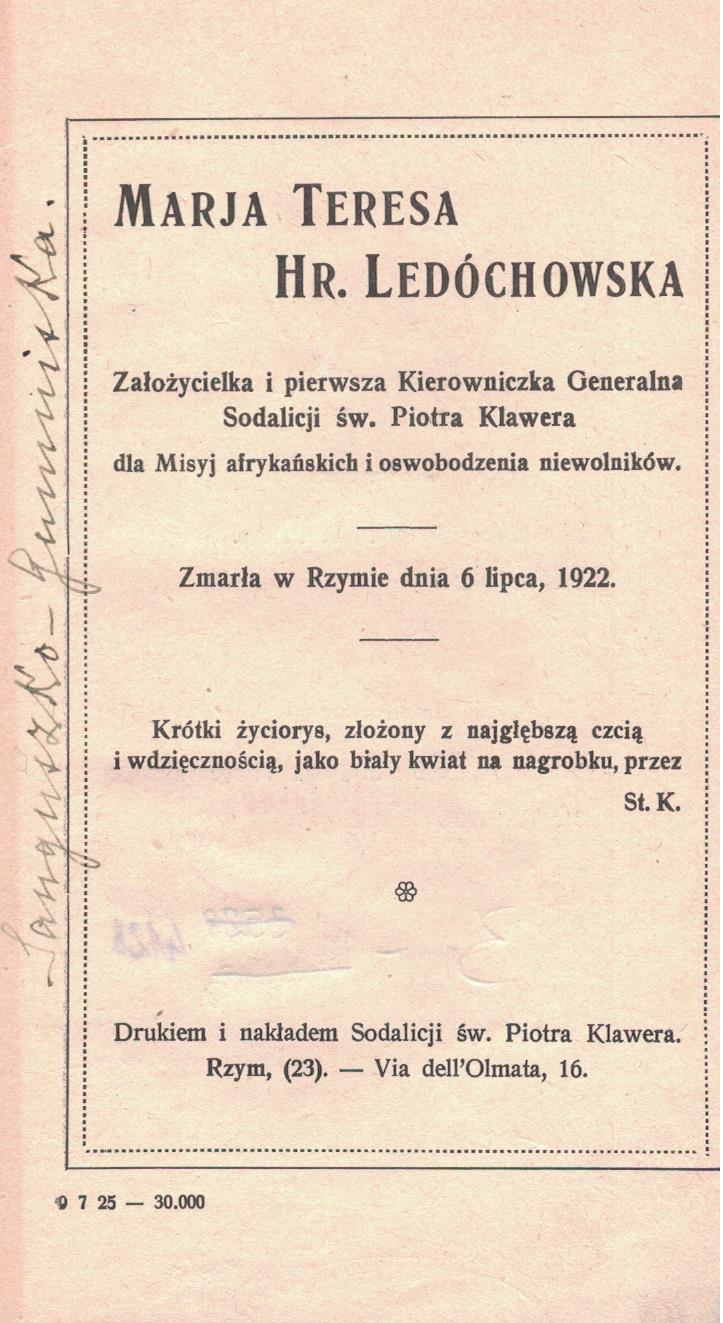 MARJA TERESA
HR. LEDÓCHOWSKA
Założycielka i pierwsza Kierowniczka Generalna
Sodalicji św. Piotra Klawera
dla Misyj afrykańskich i oswobodzenia niewolników.
Zmarła w Rzymie dnia 6 lipca, 1922.
Krótki życiorys, złożony z najgłębszą czcią
i wdzięcznością, jako biały kwiat na nagrobku, przez
St. K.
Drukiem i nakładem Sodalicji św. Piotra Klawera.
Rzym, (23). — Via dell'Olmata, 16.
9 7 25 — 30.000